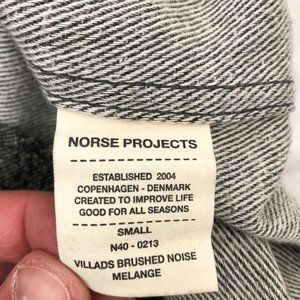 NORSE PROJECTS
ESTABLISHED 2004
COPENHAGEN - DENMARK
CREATED TO IMPROVE LIFE
GOOD FOR ALL SEASONS
SMALL
N40 - 0213
VILLADS BRUSHED NOISE
MELANGE